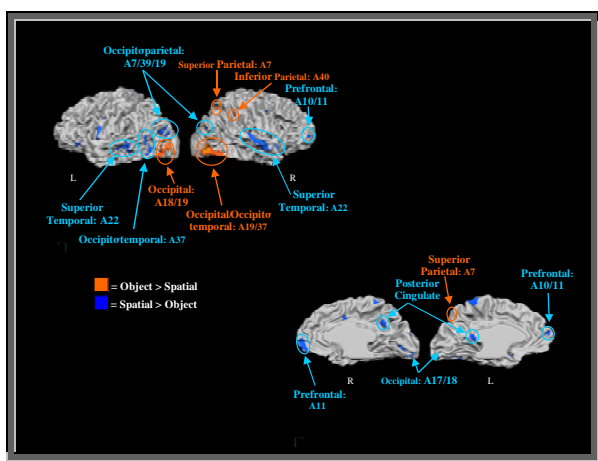 Occipitoparietal:
A7/39/19
Superior Parietal: A7
Inferior Parietal: A40
Prefrontal:
A10/11
L
R
Occipital:
A18/19
Superior
Temporal: A22
Occipital/Occipito
temporal: A19/37
Superior
Temporal: A22
Occipitotemporal: A37
= Object > Spatial
= Spatial > Object
Superior
Parietal: A7
Posterior
Cingulate
Prefrontal:
A10/11
R
Occipital: A17/18
L
Prefrontal:
A11